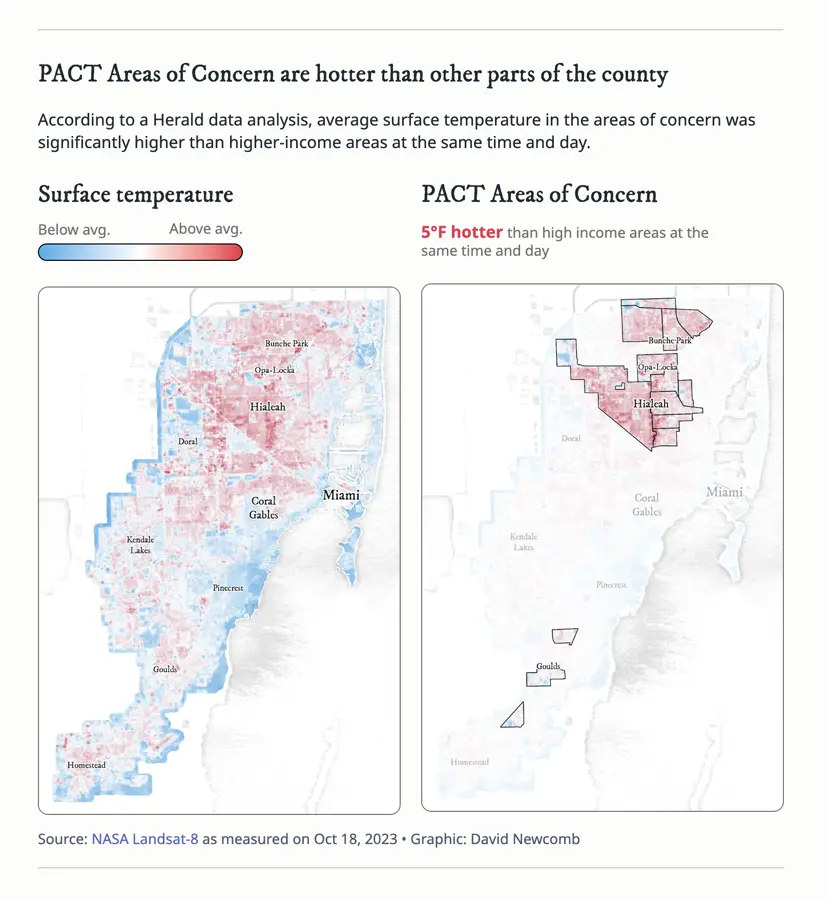 PACT Areas of Concern are hotter than other parts of the county
According to a Herald data analysis, average surface temperature in the areas of concern was
significantly higher than higher-income areas at the same time and day.
Surface temperature
Below avg.
Above avg.
Bunche Park
Opa-Locka
Hialeah
Doral
Miami
Coral
Gables
Kendale
Lakes
Pinecrest
Goulds
Homestead
PACT Areas of Concern
5°F hotter than high income areas at the
same time and day
Bunche Park
Opa-Locka
Hialeah
Doral
Miami
Coral
Gables
Kendale
Lakes
Pinecrest
Goulds
Homestead
Source: NASA Landsat-8 as measured on Oct 18, 2023 • Graphic: David Newcomb